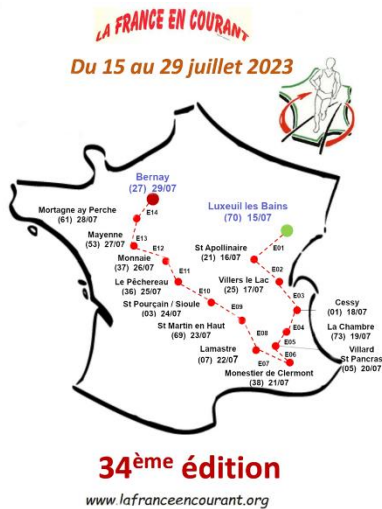 LA FRANCE EN COURANT
Du 15 au 29 juillet 2023
Bernay
(27) 29/07
E14
Mortagne ay Perche
(61) 28/07
Luxeuil les Bains
(70) 15/07
E13
Mayenne
(53) 27/07
E12
St Apollinaire
(21) 16/07
E01
Monnaie
(37) 26/07
E11
Villers le Lac
(25) 17/07
E02
Le Pêchereau
(36) 25/07
E10
E03
Cessy
(01) 18/07
St Pourçain / Sioule
(03) 24/07
E09
E04
La Chambre
(73) 19/07
St Martin en Haut
(69) 23/07
E08
E05
Villard
St Pancras
(05) 20/07
Lamastre
(07) 22/07
E07
E06
Monestier de Clermont
(38) 21/07
34ème édition
www.lafranceencourant.org